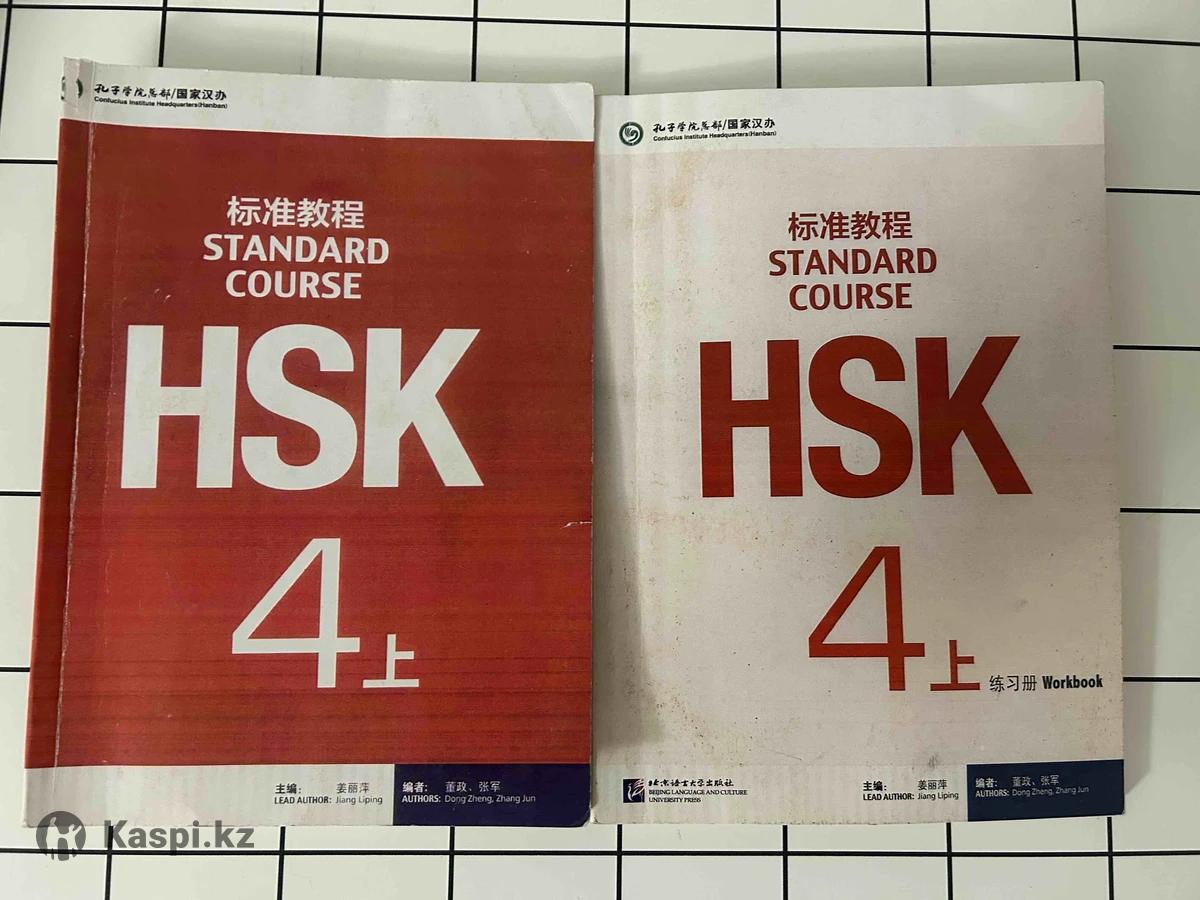 孔子学院总部/国家汉办
Confucius Institute Headquarters(Hanban)
标准教程
STANDARD
COURSE
HSK
4上
主编: 姜丽萍
LEAD AUTHOR: Jiang Liping
编者: 董政、张军
AUTHORS: Dong Zheng, Zhang Jun
孔子学院总部/国家汉办
Confucius Institute Headquarters(Hanban)
标准教程
STANDARD
COURSE
HSK
4上 练习册 Workbook
北京语言大学出版社
BEIJING LANGUAGE AND CULTURE
UNIVERSITY PRESS
主编: 姜丽萍
LEAD AUTHOR: Jiang Liping
编者: 董政、张军
AUTHORS: Dong Zheng, Zhang Jun
Kaspi.kz